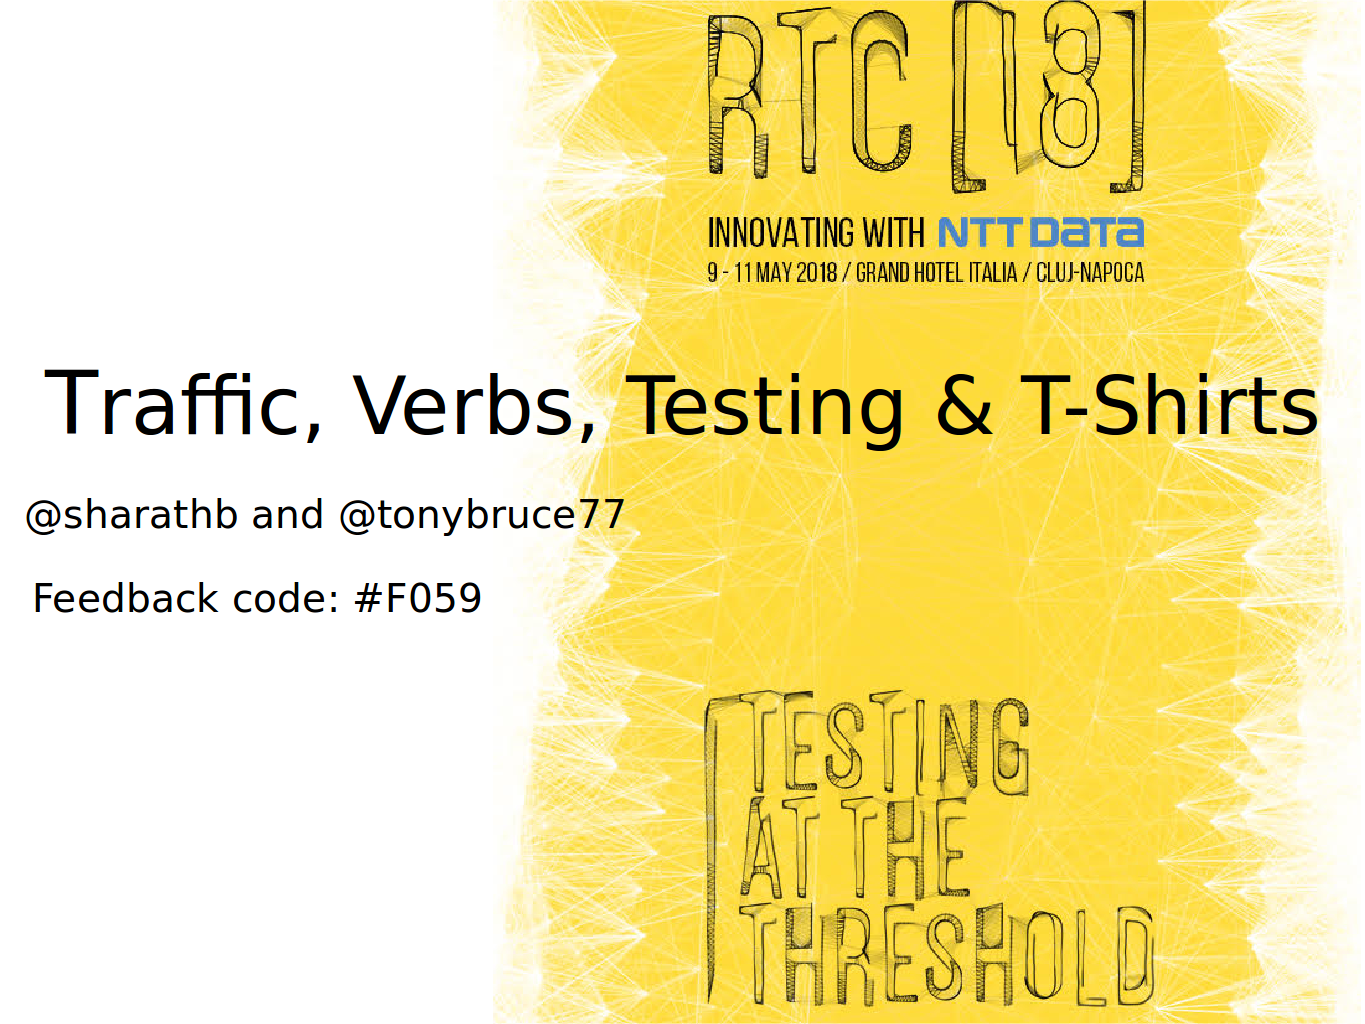 RTC [18]
INNOVATING WITH NTT DATA
9 - 11 MAY 2018 / GRAND HOTEL ITALIA / CLUJ-NAPOCA
Traffic, Verbs, Testing & T-Shirts
@sharathb and @tonybruce77
Feedback code: #F059
TESTING
AT THE
THRESHOLD